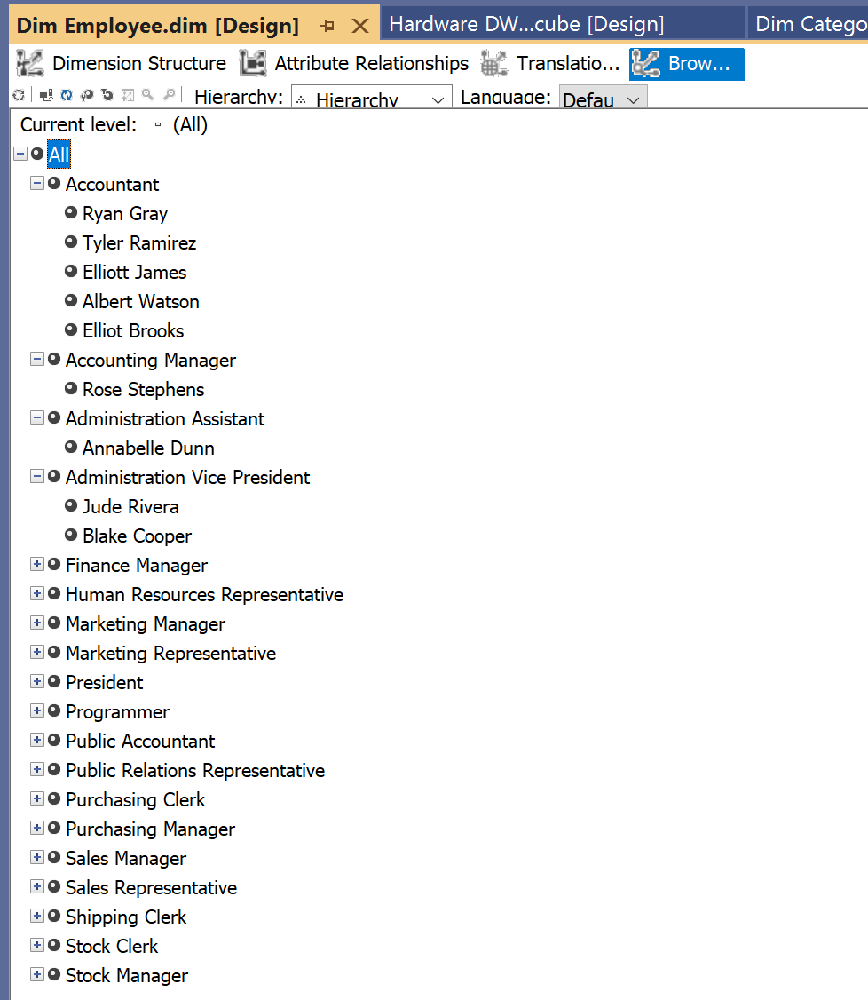 Dim Employee.dim [Design] Hardware DW...cube [Design] Dim Catego
Dimension Structure Attribute Relationships Translatio... Brow...
Hierarchy: Hierarchy Language: Defau
Current level: (All)
All
Accountant
Ryan Gray
Tyler Ramirez
Elliott James
Albert Watson
Elliot Brooks
Accounting Manager
Rose Stephens
Administration Assistant
Annabelle Dunn
Administration Vice President
Jude Rivera
Blake Cooper
Finance Manager
Human Resources Representative
Marketing Manager
Marketing Representative
President
Programmer
Public Accountant
Public Relations Representative
Purchasing Clerk
Purchasing Manager
Sales Manager
Sales Representative
Shipping Clerk
Stock Clerk
Stock Manager